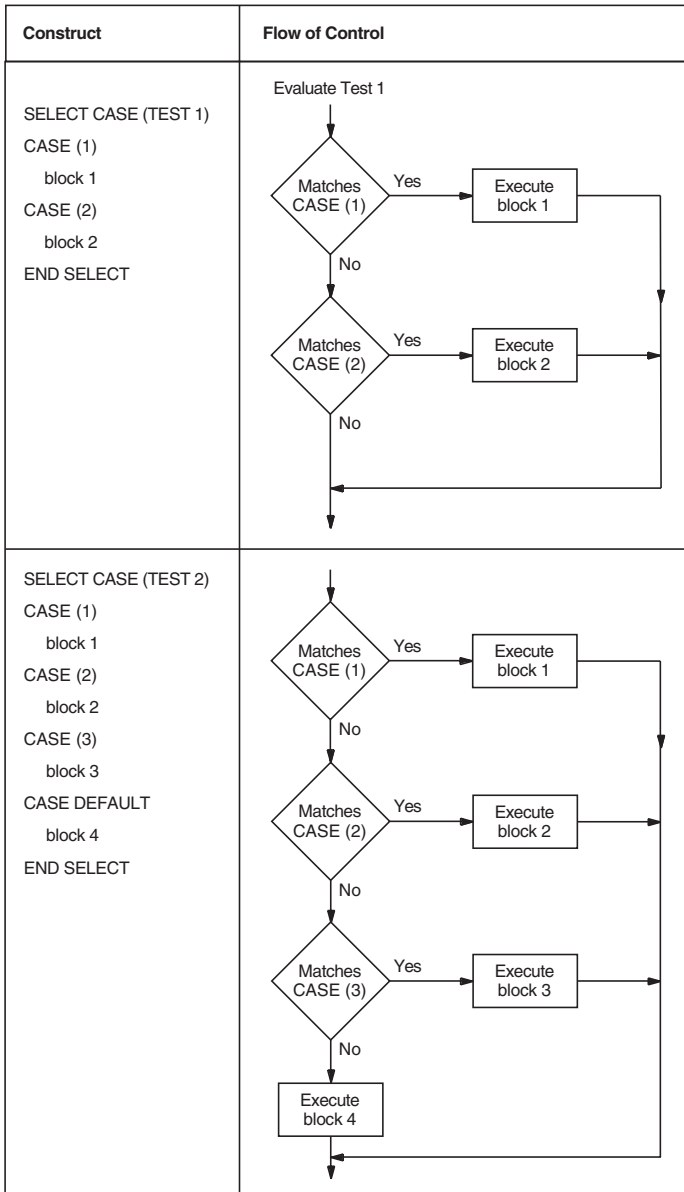 Construct
Flow of Control
SELECT CASE (TEST 1)
CASE (1)
block 1
CASE (2)
block 2
END SELECT
Evaluate Test 1
Matches
CASE (1)
Yes
Execute
block 1
No
Matches
CASE (2)
Yes
Execute
block 2
No
SELECT CASE (TEST 2)
CASE (1)
block 1
CASE (2)
block 2
CASE (3)
block 3
CASE DEFAULT
block 4
END SELECT
Matches
CASE (1)
Yes
Execute
block 1
No
Matches
CASE (2)
Yes
Execute
block 2
No
Matches
CASE (3)
Yes
Execute
block 3
No
Execute
block 4